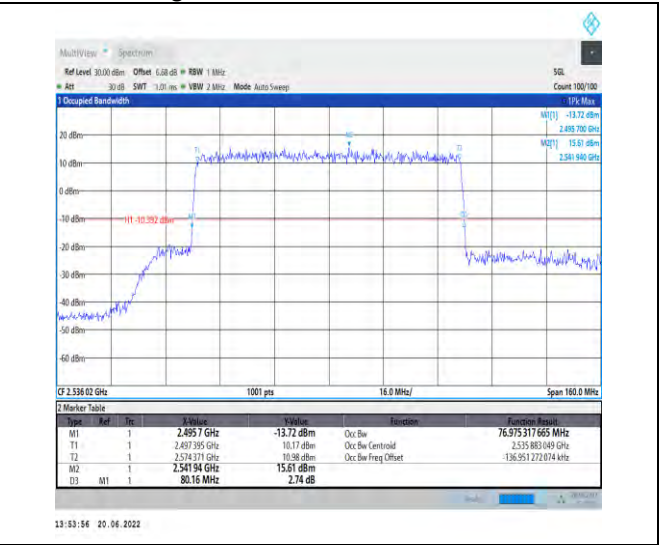 MultiView Spectrum
Ref Level 30.00 dBm Offset 6.68 dB RBW 1 MHz SGL
Att 30 dB SWT 1.01 ms VBW 2 MHz Mode Auto Sweep Count 100/100
1 Occupied Bandwidth 1Pk Max
M1[1] -13.72 dBm
2.495 700 GHz
20 dBm M2[1] 15.61 dBm
2.541 940 GHz
M2
T1
10 dBm
0 dBm
-10 dBm H1 -10.392 dBm M1
-20 dBm
-30 dBm
-40 dBm
-50 dBm
-60 dBm
CF 2.536 02 GHz 1001 pts 16.0 MHz/ Span 160.0 MHz
2 Marker Table
Type Ref Trc X-Value Y-Value Function Function Result
M1 1 2.4957 GHz -13.72 dBm Occ Bw 76.975 317 665 MHz
T1 1 2.497 395 GHz 10.17 dBm Occ Bw Centroid 2.535 883 049 GHz
T2 1 2.574 371 GHz 10.98 dBm Occ Bw Freq Offset -136.951 272 074 kHz
M2 1 2.541 94 GHz 15.61 dBm
D3 M1 1 80.16 MHz 2.74 dB
13:53:56 20.06.2022